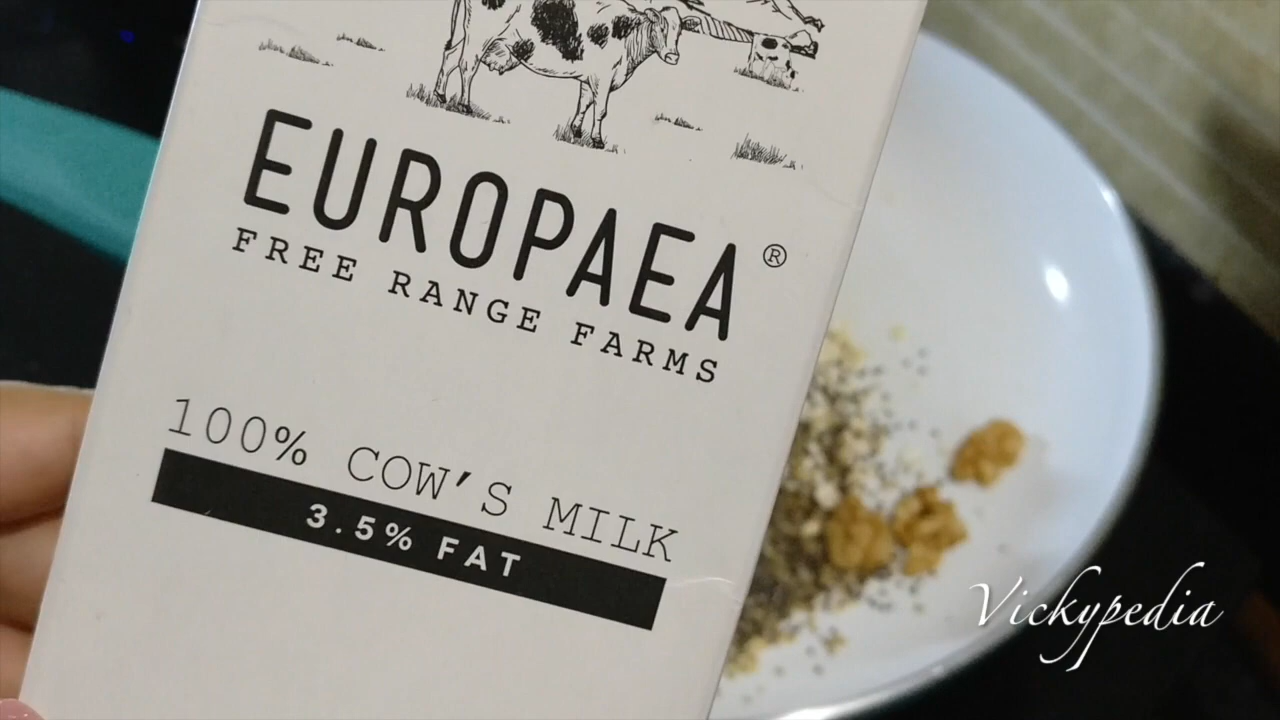 EUROPAEA®
FREE RANGE FARMS
100% COW'S MILK
3.5% FAT
Vickypedia